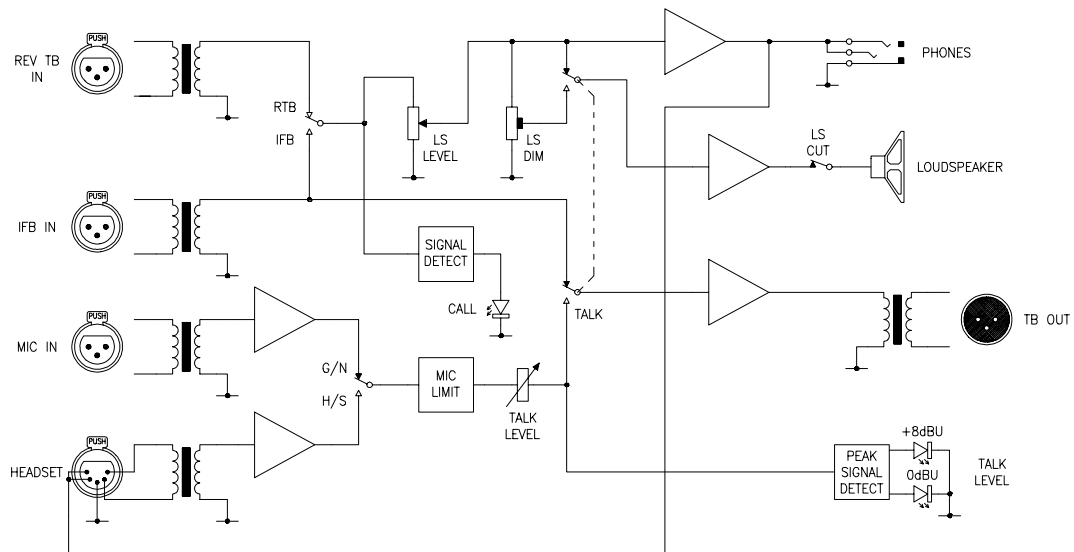 PUSH
REV TB
IN
PHONES
RTB
IFB
LS
LEVEL
LS
DIM
LS
CUT
LOUDSPEAKER
PUSH
IFB IN
SIGNAL
DETECT
CALL
TALK
PUSH
MIC IN
TB OUT
G/N
H/S
MIC
LIMIT
TALK
LEVEL
PUSH
HEADSET
PEAK
SIGNAL
DETECT
+8dBU
0dBU
TALK
LEVEL